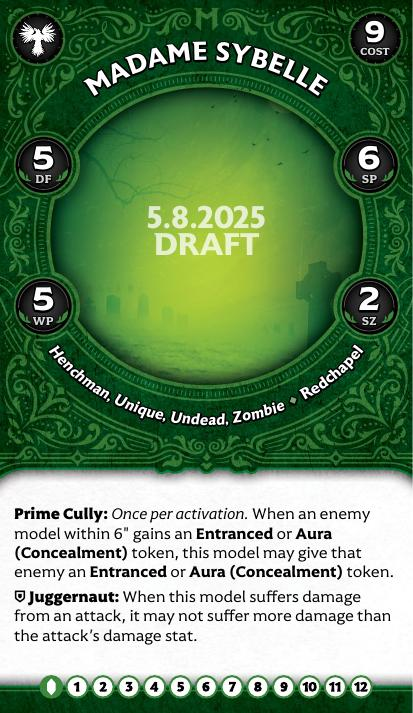 9
COST
MADAME SYBELLE
5
DF
6
SP
5.8.2025
DRAFT
5
WP
2
SZ
Henchman, Unique, Undead, Zombie ♦ Redchapel
Prime Cully: Once per activation. When an enemy
model within 6" gains an Entranced or Aura
(Concealment) token, this model may give that
enemy an Entranced or Aura (Concealment) token.
Juggernaut: When this model suffers damage
from an attack, it may not suffer more damage than
the attack's damage stat.
1 2 3 4 5 6 7 8 9 10 11 12